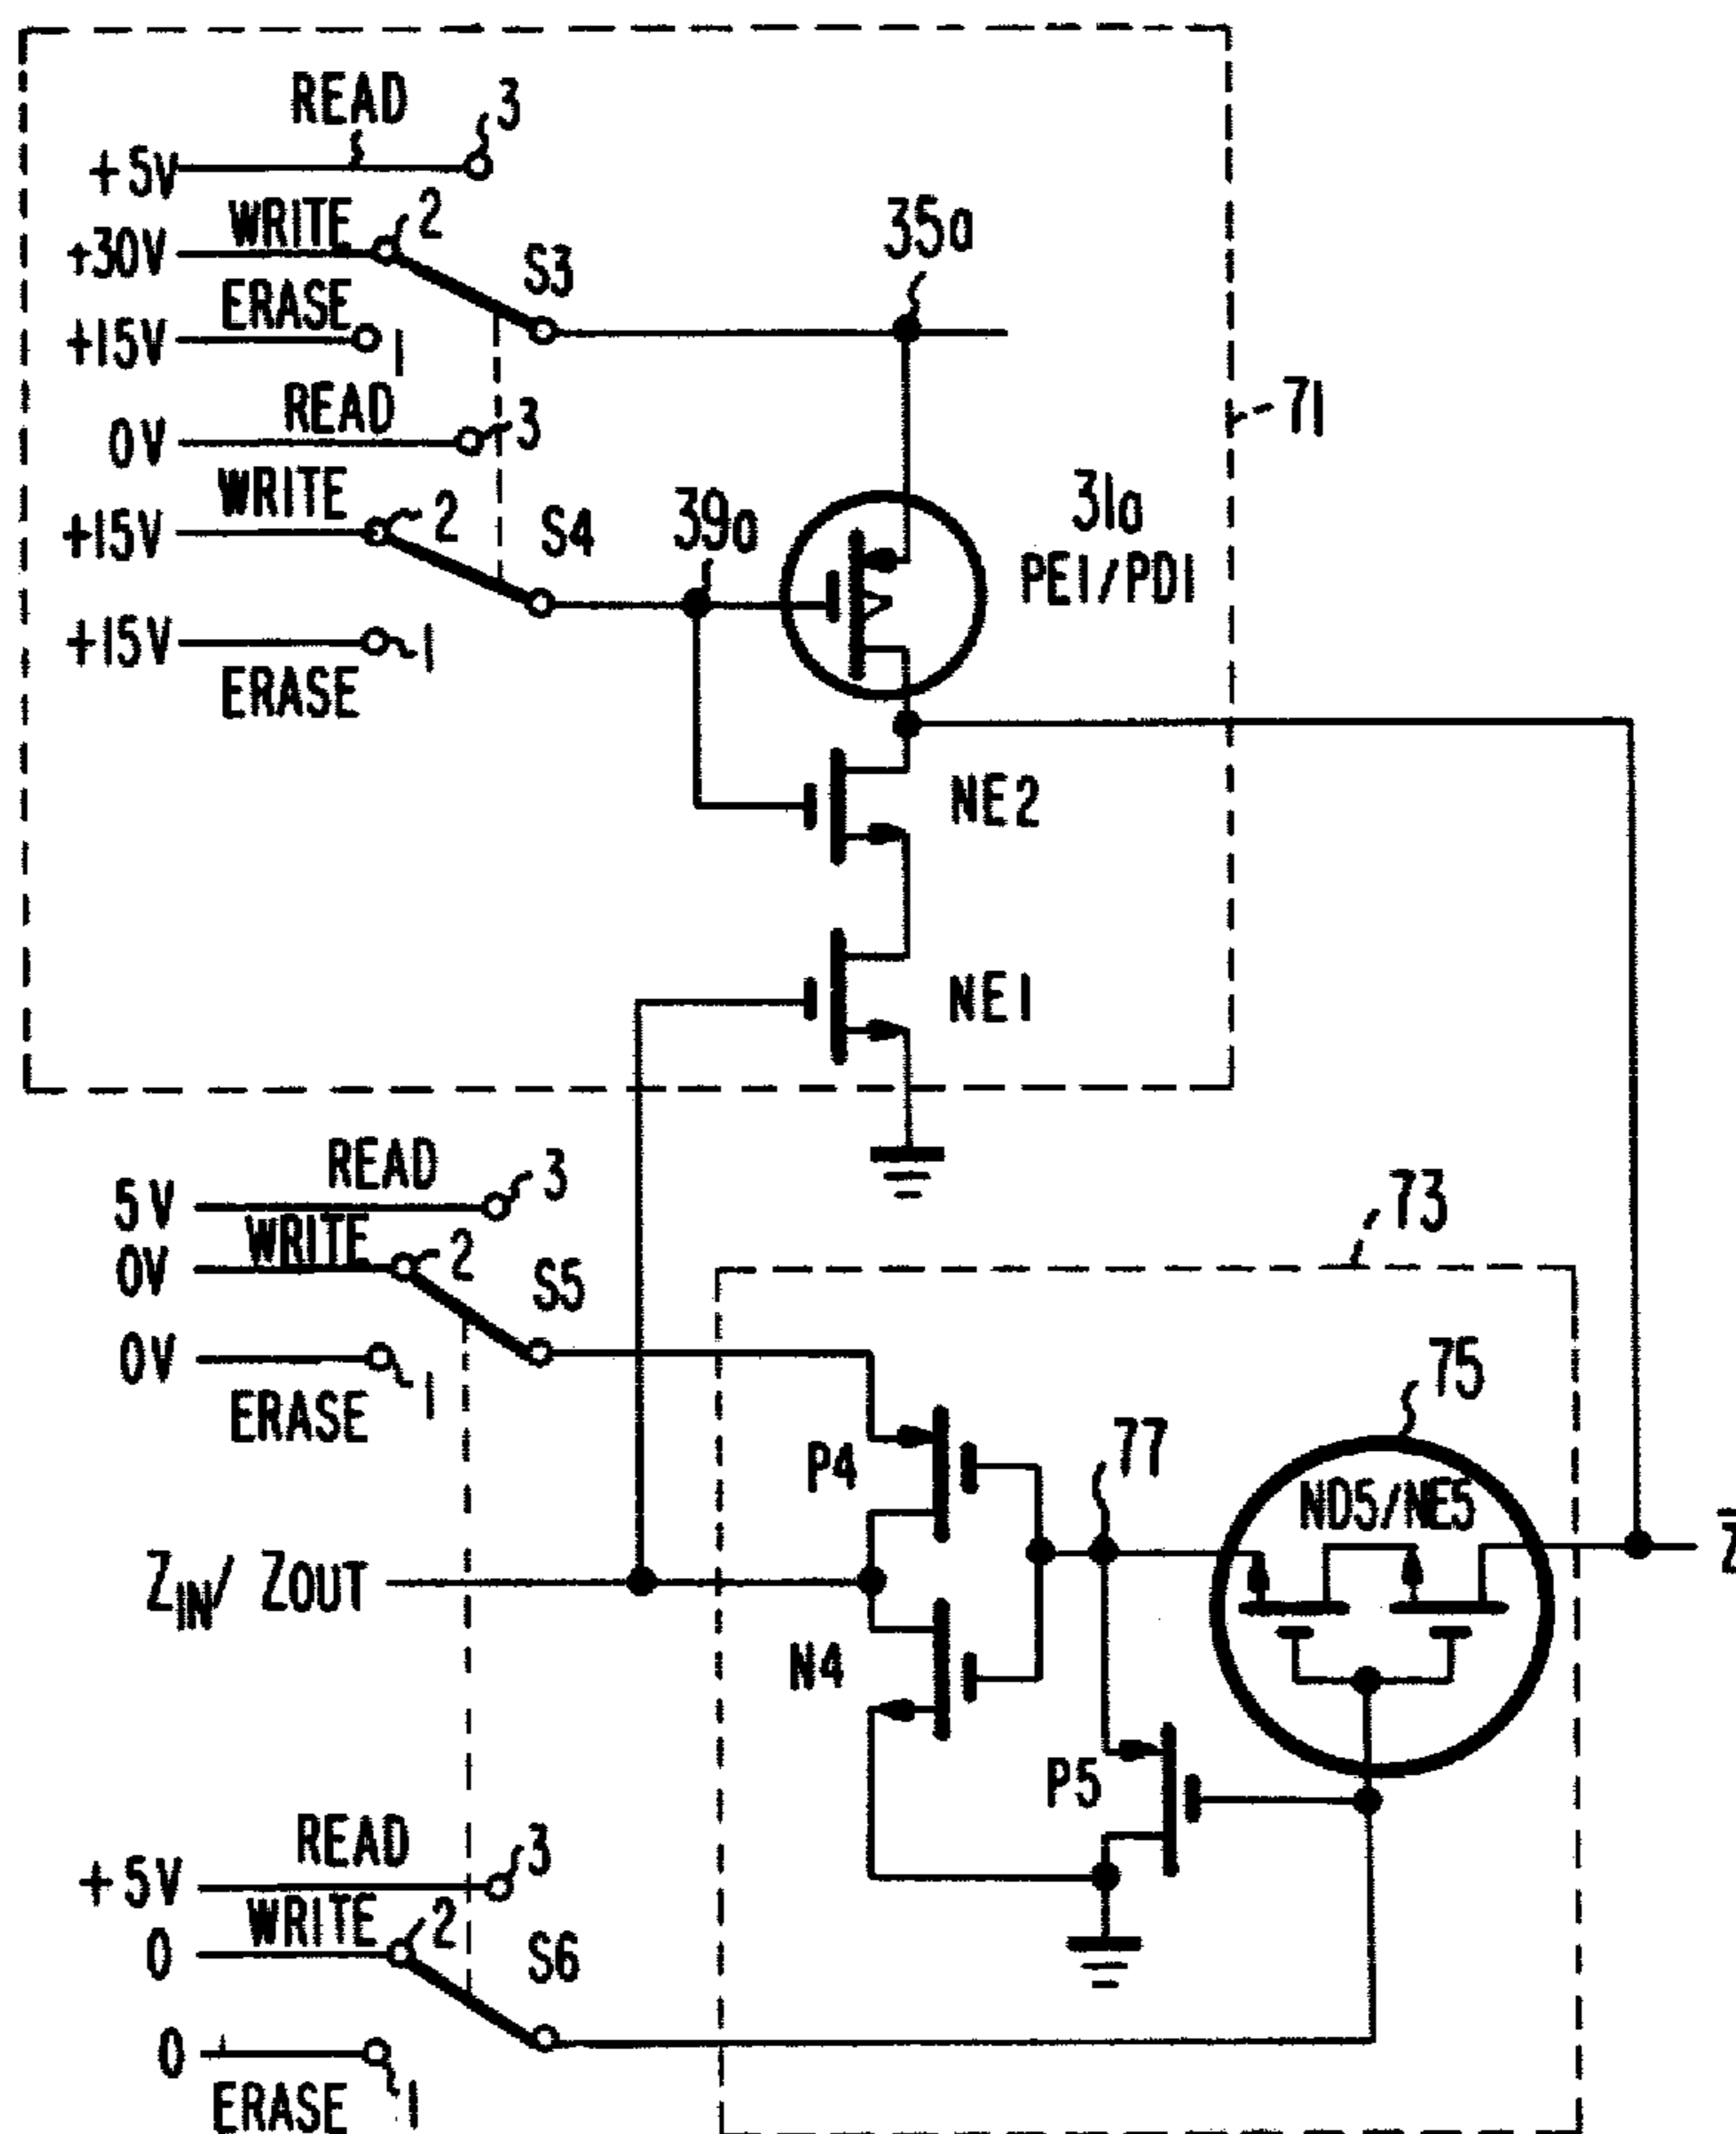 READ 3
+5V
WRITE 2
+30V
S3
35a
ERASE
+15V 1
READ 3
0V
71
WRITE 2
+15V
S4
39a
31a
PE1/PD1
+15V 1
ERASE
NE2
NE1
READ 3
5V
WRITE 2
0V
S5
73
0V 1
ERASE
75
P4
77
ND5/NE5
Z
ZIN/ ZOUT
N4
P5
READ 3
+5V
WRITE 2
0
S6
0 1
ERASE